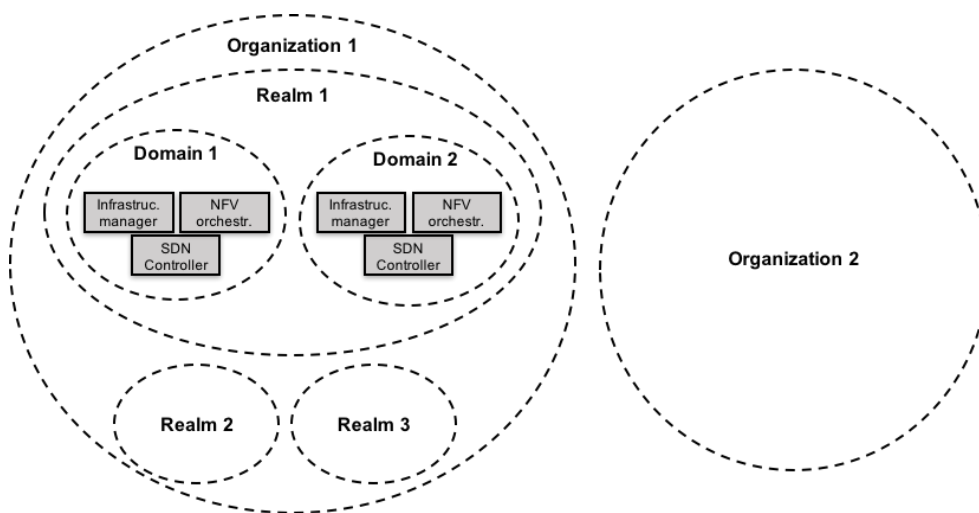 Organization 1
Realm 1
Domain 1
Infrastruc.
manager
NFV
orchestr.
SDN
Controller
Domain 2
Infrastruc.
manager
NFV
orchestr.
SDN
Controller
Realm 2
Realm 3
Organization 2